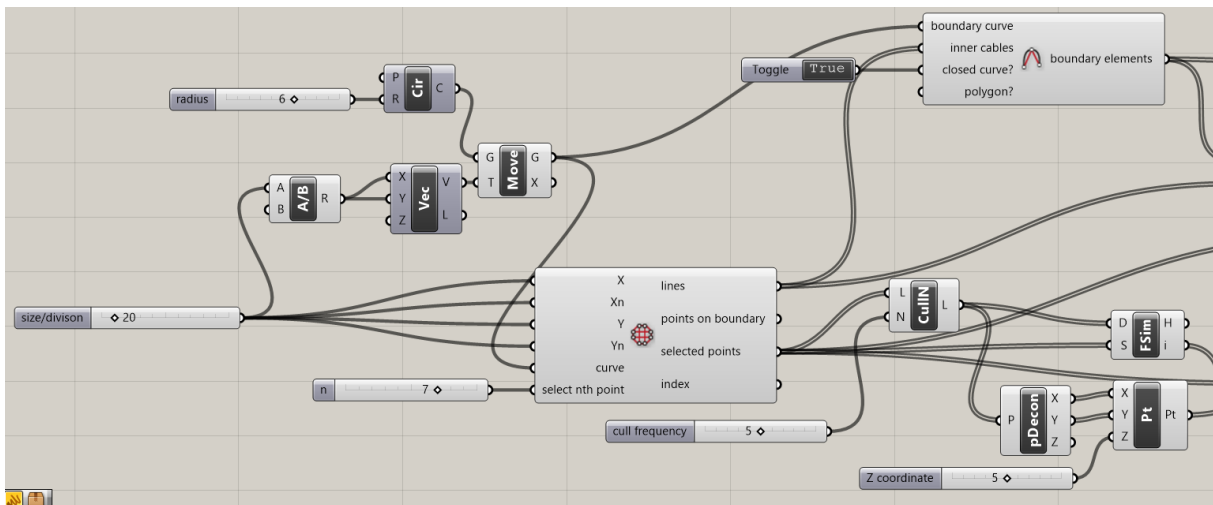 boundary curve
inner cables
closed curve?
polygon?
boundary elements
Toggle True
P
R
Cir
C
radius 6
G
T
Move
G
X
A
B
A/B
R
X
Y
Z
Vec
V
L
size/divison 20
X
Xn
Y
Yn
curve
select nth point
lines
points on boundary
selected points
index
n 7
L
N
CullN
L
cull frequency 5
D
S
FSim
H
i
P
pDecon
X
Y
Z
X
Y
Z
Pt
Pt
Z coordinate 5